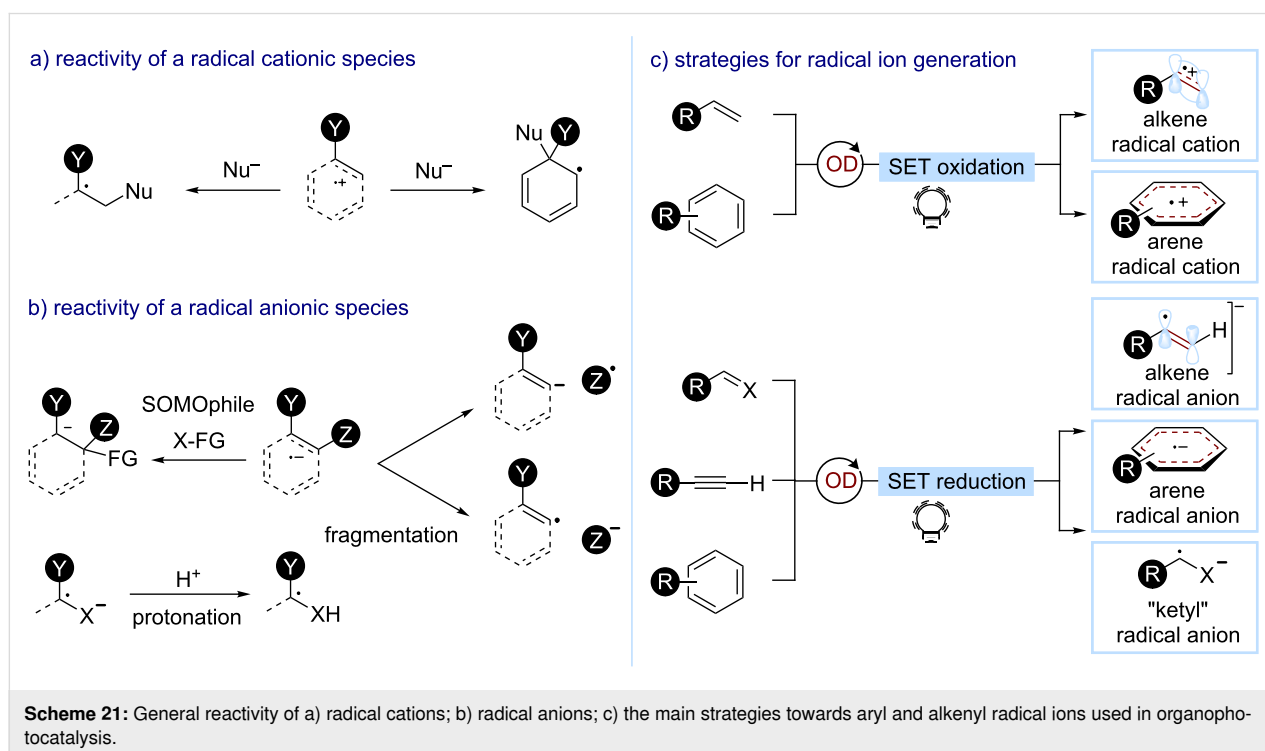 a) reactivity of a radical cationic species
Y
Nu
Nu⁻
Y
•+
Nu⁻
Nu Y
•
b) reactivity of a radical anionic species
Y
–
Z
FG
SOMOphile
X-FG
Y
Z
•–
fragmentation
Y
– Z•
Y
• Z⁻
Y
•
X⁻
H⁺
protonation
Y
•
XH
c) strategies for radical ion generation
R
R
OD
SET oxidation
R •+
alkene
radical cation
R •+
arene
radical cation
R X
R H
R
OD
SET reduction
R • H –
alkene
radical anion
R •–
arene
radical anion
R • X⁻
"ketyl"
radical anion
Scheme 21: General reactivity of a) radical cations; b) radical anions; c) the main strategies towards aryl and alkenyl radical ions used in organopho-
tocatalysis.